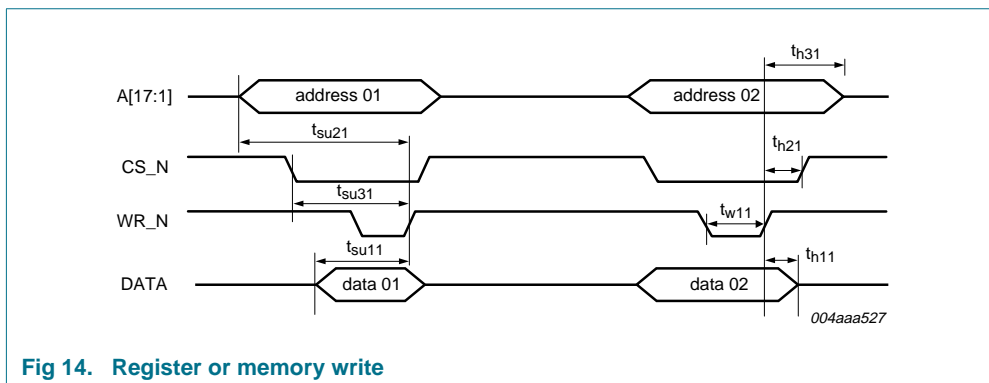 th31
A[17:1] address 01 address 02
tsu21
th21
CS_N
tsu31
tw11
WR_N
tsu11
th11
DATA data 01 data 02
004aaa527
Fig 14. Register or memory write